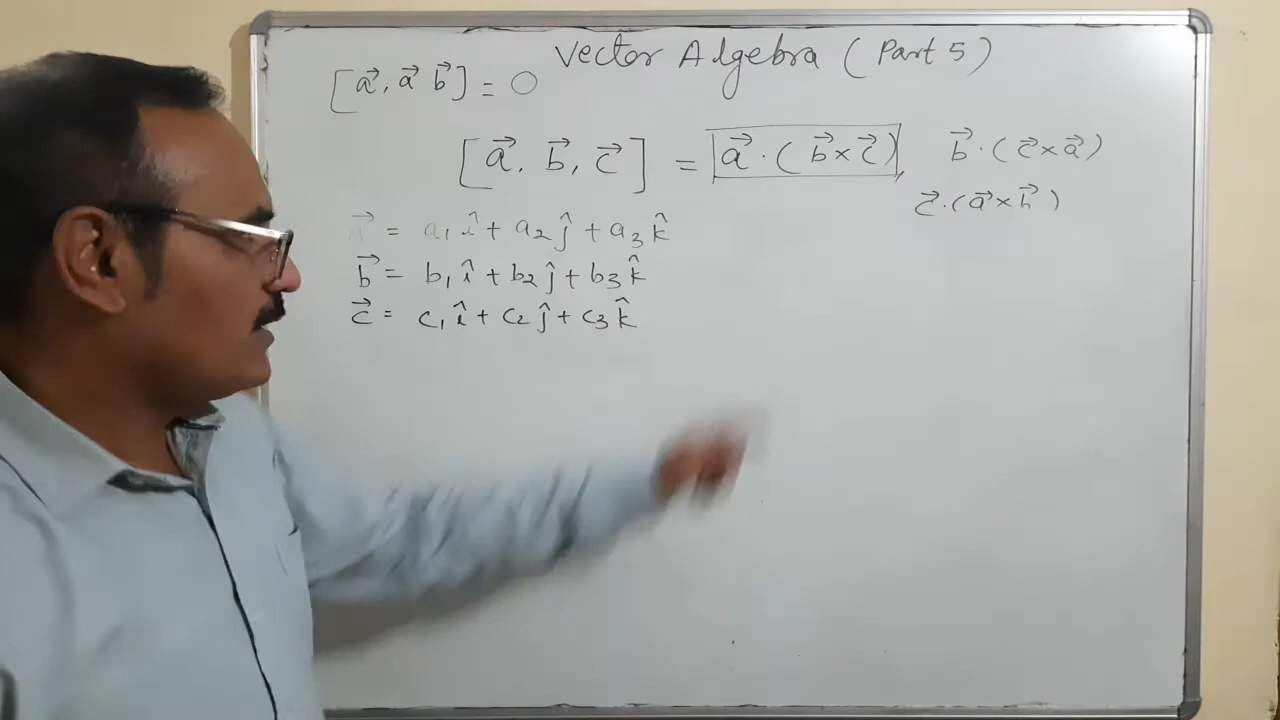 Vector Algebra (Part 5)
[a⃗, a⃗ b⃗] = 0
[a⃗, b⃗, c⃗] = a⃗ · (b⃗ × c⃗), b⃗ · (c⃗ × a⃗)
c⃗ · (a⃗ × b⃗)
a⃗ = a₁ î + a₂ ĵ + a₃ k̂
b⃗ = b₁ î + b₂ ĵ + b₃ k̂
c⃗ = c₁ î + c₂ ĵ + c₃ k̂